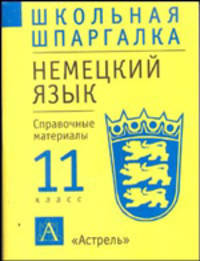 ШКОЛЬНАЯ
ШПАРГАЛКА
НЕМЕЦКИЙ
ЯЗЫК
Справочные
материалы
11
класс
А
«Астрель»